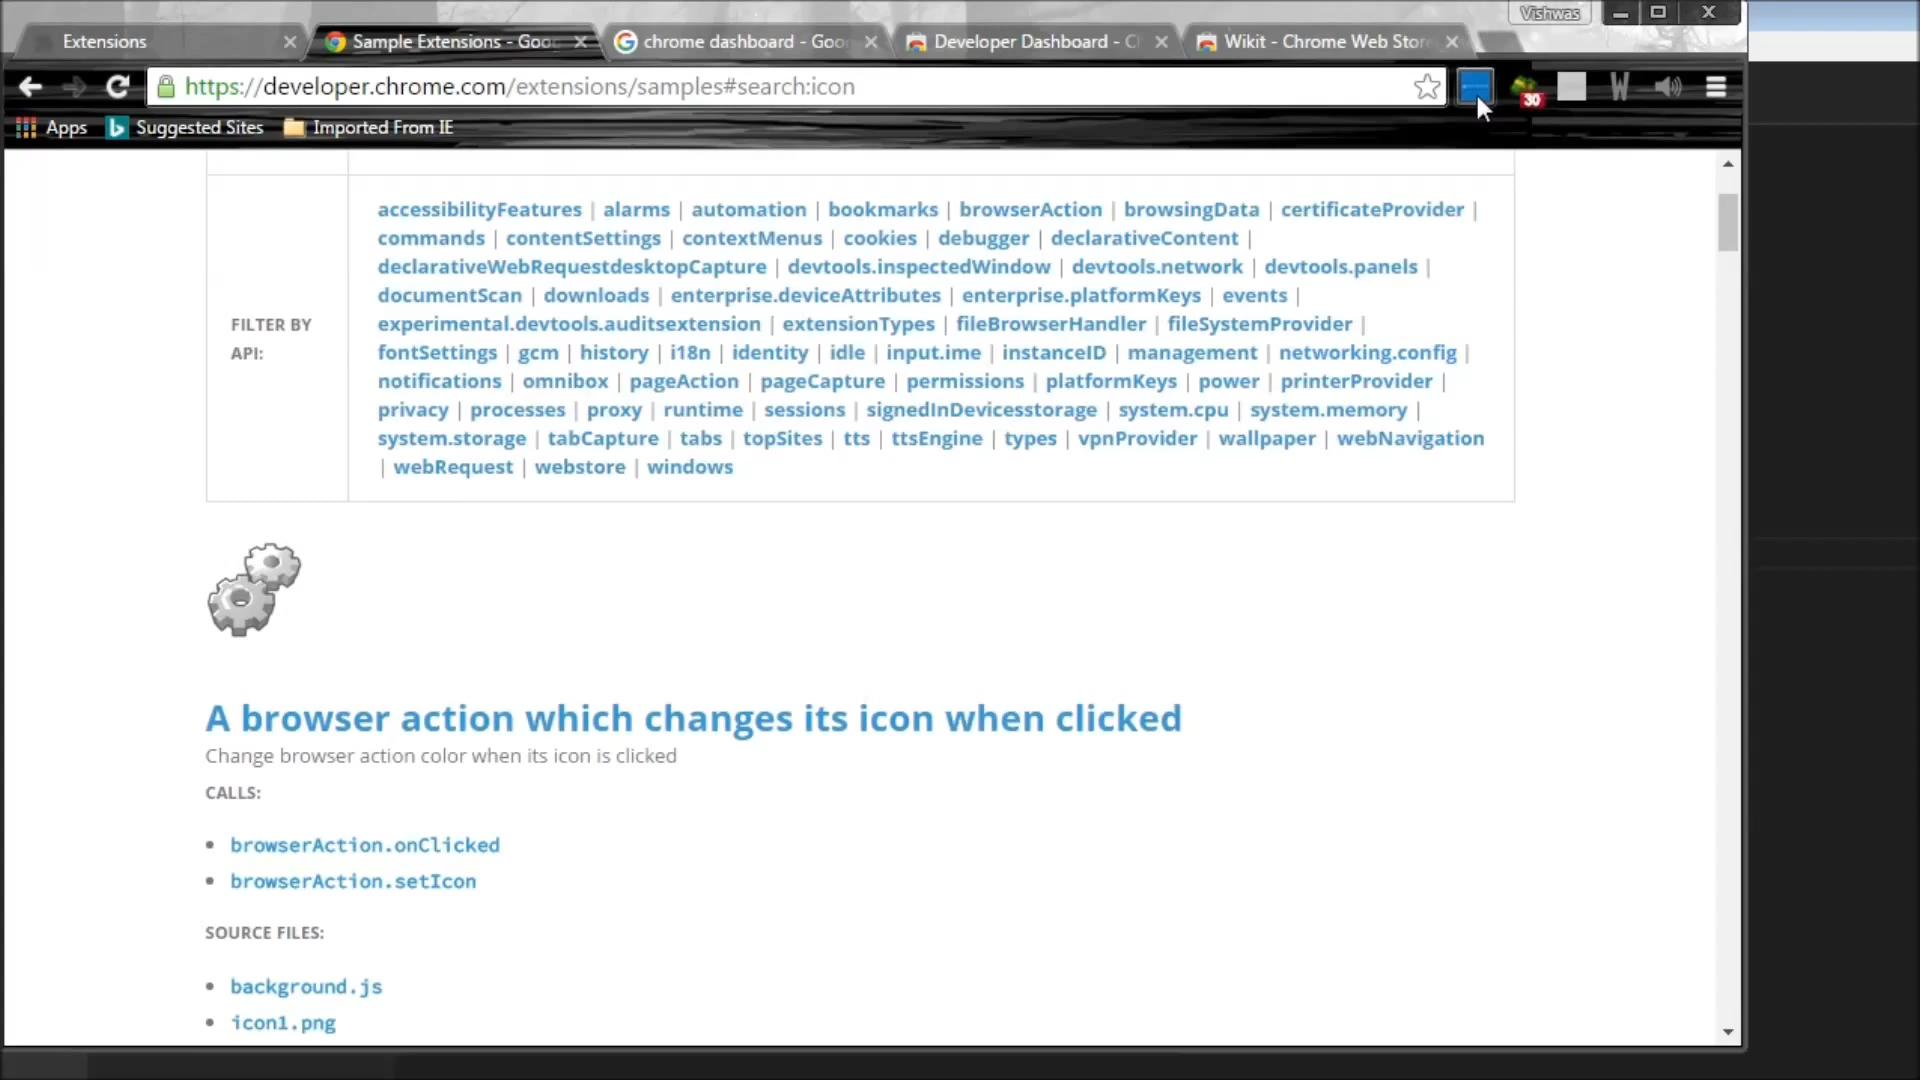 Vishwas
Extensions
Sample Extensions - Goo
chrome dashboard - Goo
Developer Dashboard - C
Wikit - Chrome Web Stor
https://developer.chrome.com/extensions/samples#search:icon
30
W
Apps
Suggested Sites
Imported From IE
FILTER BY
API:
accessibilityFeatures | alarms | automation | bookmarks | browserAction | browsingData | certificateProvider |
commands | contentSettings | contextMenus | cookies | debugger | declarativeContent |
declarativeWebRequestdesktopCapture | devtools.inspectedWindow | devtools.network | devtools.panels |
documentScan | downloads | enterprise.deviceAttributes | enterprise.platformKeys | events |
experimental.devtools.auditsextension | extensionTypes | fileBrowserHandler | fileSystemProvider |
fontSettings | gcm | history | i18n | identity | idle | input.ime | instanceID | management | networking.config |
notifications | omnibox | pageAction | pageCapture | permissions | platformKeys | power | printerProvider |
privacy | processes | proxy | runtime | sessions | signedInDevicesstorage | system.cpu | system.memory |
system.storage | tabCapture | tabs | topSites | tts | ttsEngine | types | vpnProvider | wallpaper | webNavigation
| webRequest | webstore | windows
A browser action which changes its icon when clicked
Change browser action color when its icon is clicked
CALLS:
• browserAction.onClicked
• browserAction.setIcon
SOURCE FILES:
• background.js
• icon1.png